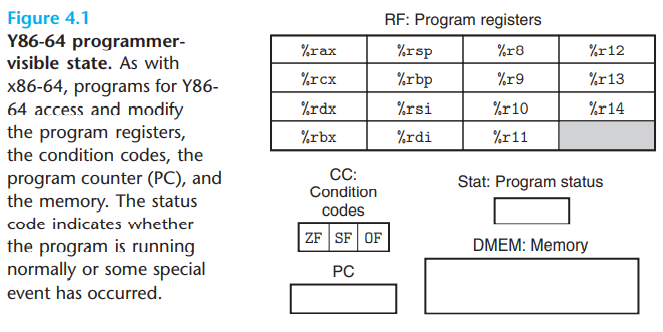 Figure 4.1
Y86-64 programmer-
visible state. As with
x86-64, programs for Y86-
64 access and modify
the program registers,
the condition codes, the
program counter (PC), and
the memory. The status
code indicates whether
the program is running
normally or some special
event has occurred.
RF: Program registers
%rax %rsp %r8 %r12
%rcx %rbp %r9 %r13
%rdx %rsi %r10 %r14
%rbx %rdi %r11
CC:
Condition
codes
ZF SF OF
PC
Stat: Program status
DMEM: Memory